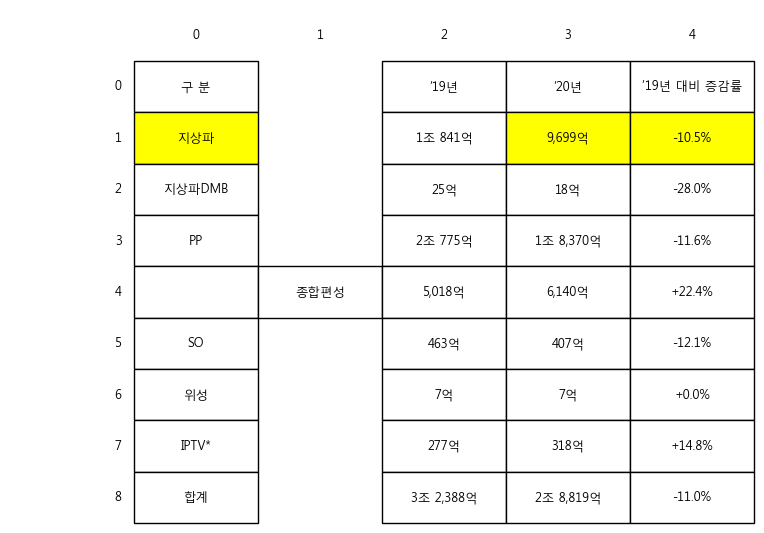 0 1 2 3 4
0 구 분 '19년 '20년 '19년 대비 증감률
1 지상파 1조 841억 9,699억 -10.5%
2 지상파DMB 25억 18억 -28.0%
3 PP 2조 775억 1조 8,370억 -11.6%
4 종합편성 5,018억 6,140억 +22.4%
5 SO 463억 407억 -12.1%
6 위성 7억 7억 +0.0%
7 IPTV* 277억 318억 +14.8%
8 합계 3조 2,388억 2조 8,819억 -11.0%